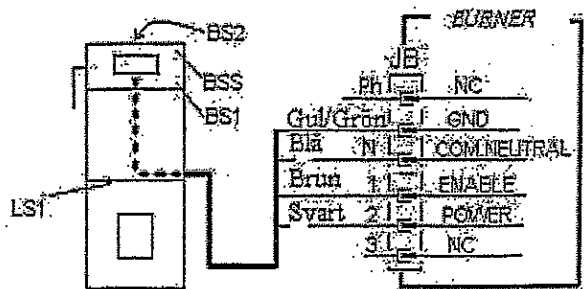 BURNER
BS2
BSS
BS1
LS1
JB
Ph NC
Gul/Grön GND
Blå N COM.NEUTRAL
Brun 1 ENABLE
Svart 2 POWER
3 NC